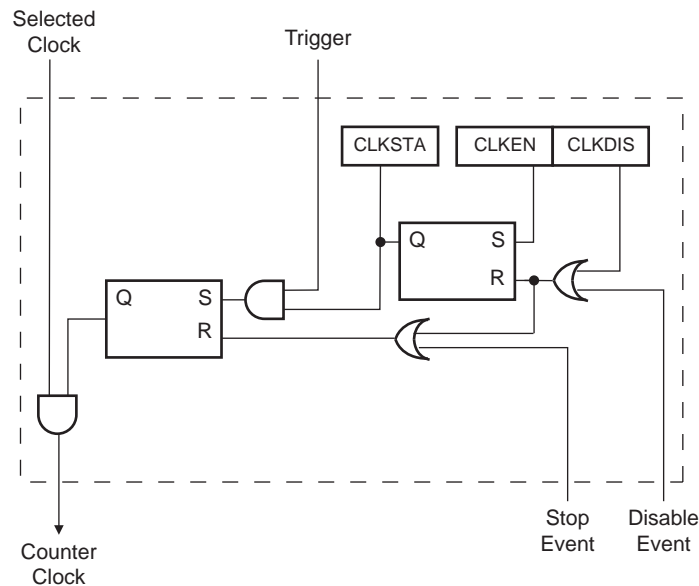 Selected
Clock
Trigger
CLKSTA
CLKEN
CLKDIS
Q
S
R
Q
S
R
Stop
Event
Disable
Event
Counter
Clock